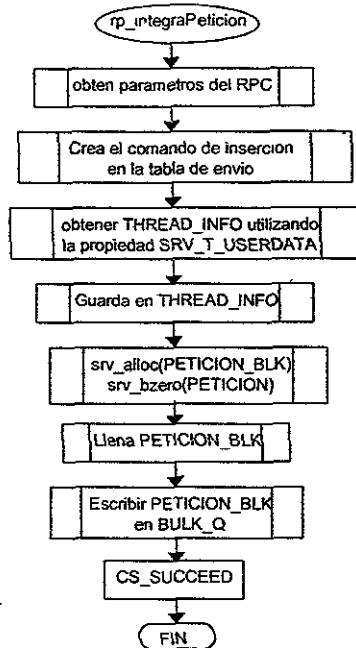 rp_integraPeticion
obten parametros del RPC
Crea el comando de insercion
en la tabla de envio
obtener THREAD_INFO utilizando
la propiedad SRV_T_USERDATA
Guarda en THREAD_INFO
srv_alloc(PETICION_BLK)
srv_bzero(PETICION)
Llena PETICION_BLK
Escribir PETICION_BLK
en BULK_Q
CS_SUCCEED
FIN